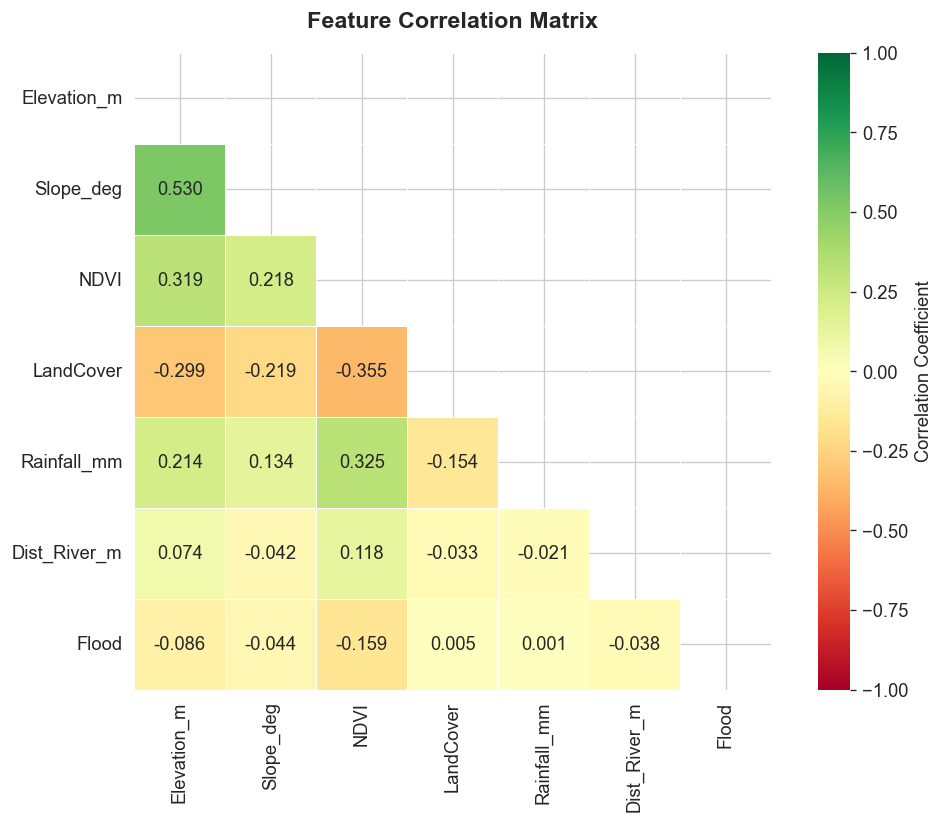 Feature Correlation Matrix
Elevation_m
Slope_deg 0.530
NDVI 0.319 0.218
LandCover -0.299 -0.219 -0.355
Rainfall_mm 0.214 0.134 0.325 -0.154
Dist_River_m 0.074 -0.042 0.118 -0.033 -0.021
Flood -0.086 -0.044 -0.159 0.005 0.001 -0.038
Elevation_m
Slope_deg
NDVI
LandCover
Rainfall_mm
Dist_River_m
Flood
1.00
0.75
0.50
0.25
0.00
−0.25
−0.50
−0.75
−1.00
Correlation Coefficient